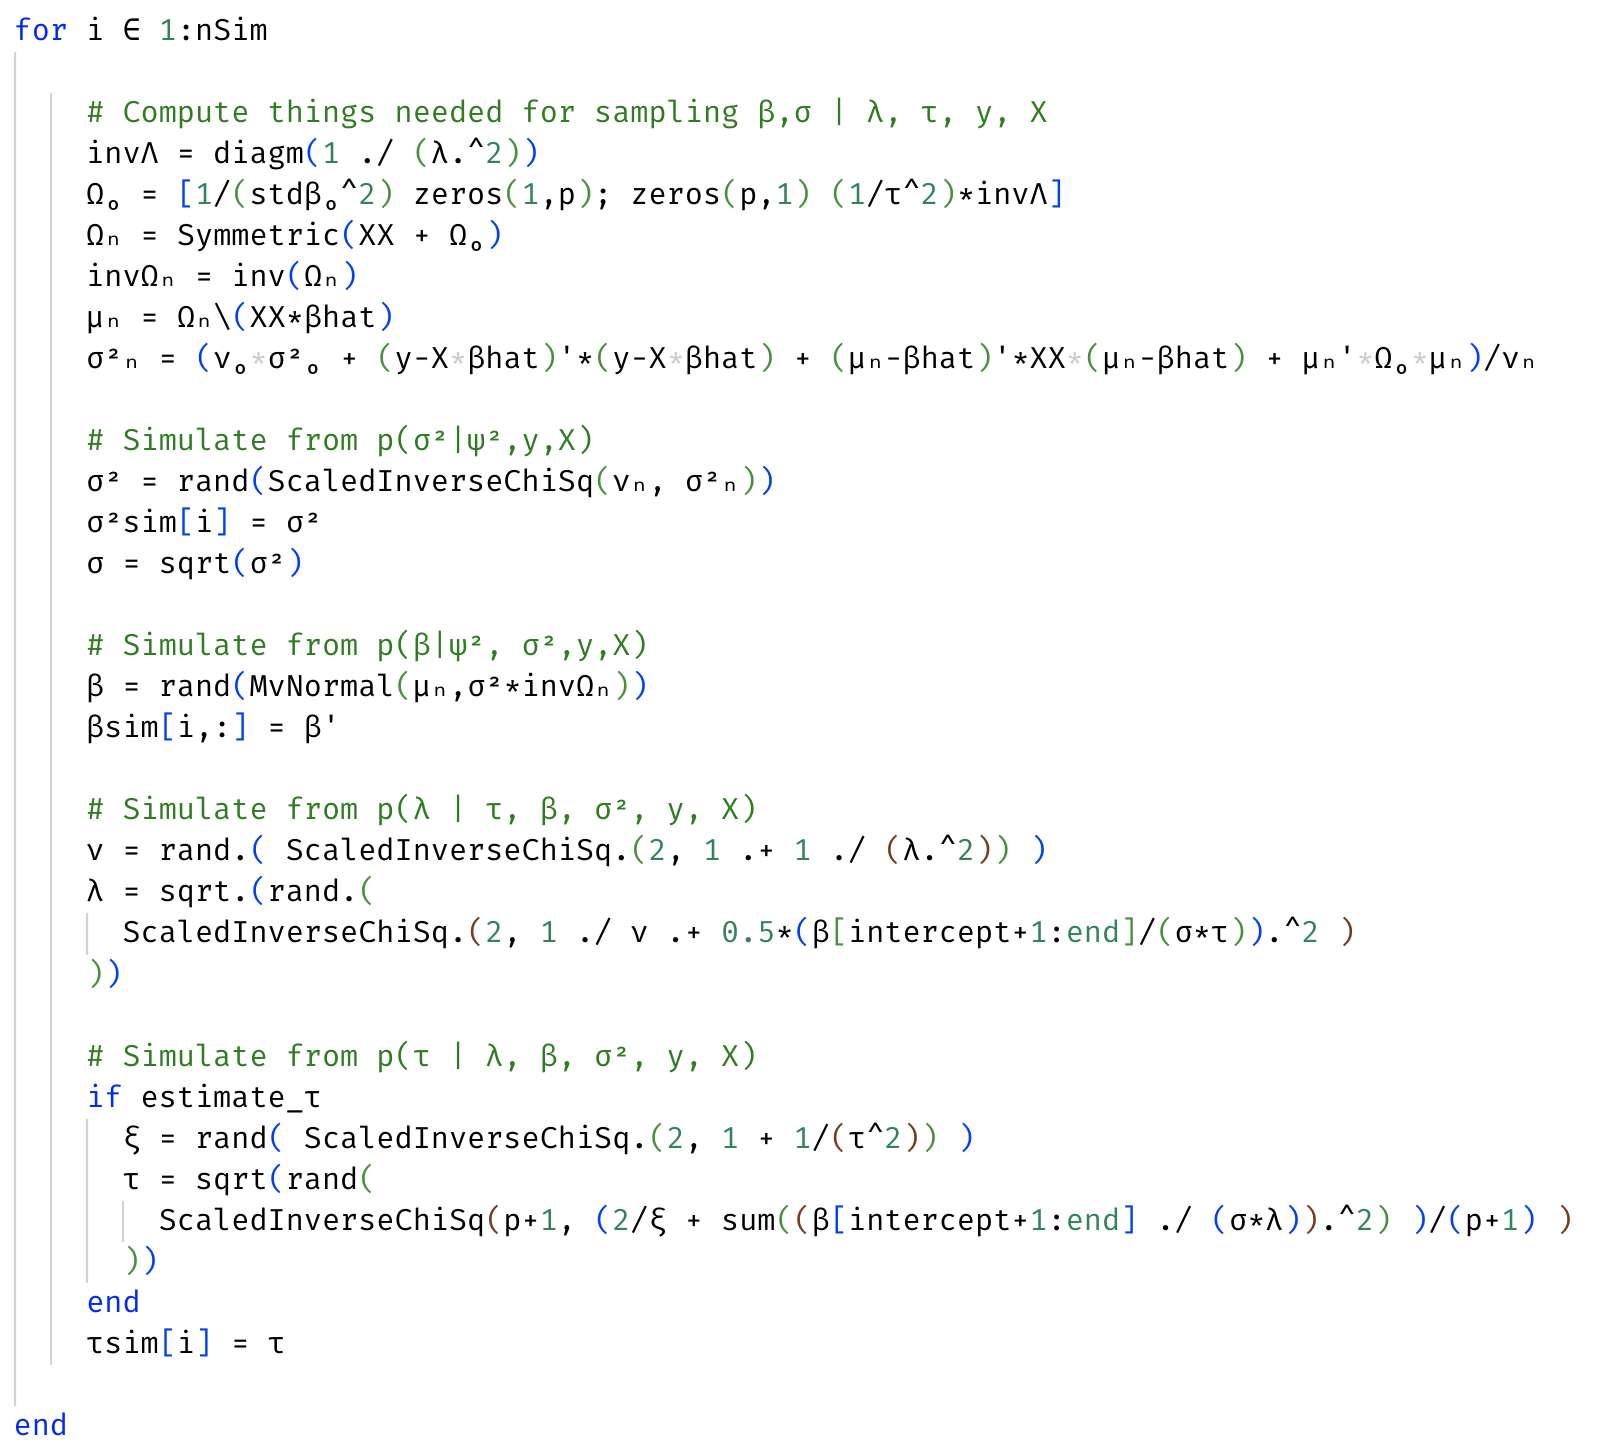 for i ∈ 1:nSim
# Compute things needed for sampling β,σ | λ, τ, y, X
invΛ = diagm(1 ./ (λ.^2))
Ωₒ = [1/(stdβₒ^2) zeros(1,p); zeros(p,1) (1/τ^2)*invΛ]
Ωₙ = Symmetric(XX + Ωₒ)
invΩₙ = inv(Ωₙ)
μₙ = Ωₙ\(XX*βhat)
σ²ₙ = (νₒ*σ²ₒ + (y-X*βhat)'*(y-X*βhat) + (μₙ-βhat)'*XX*(μₙ-βhat) + μₙ'*Ωₒ*μₙ)/νₙ
# Simulate from p(σ²|ψ²,y,X)
σ² = rand(ScaledInverseChiSq(νₙ, σ²ₙ))
σ²sim[i] = σ²
σ = sqrt(σ²)
# Simulate from p(β|ψ², σ²,y,X)
β = rand(MvNormal(μₙ,σ²*invΩₙ))
βsim[i,:] = β'
# Simulate from p(λ | τ, β, σ², y, X)
ν = rand.( ScaledInverseChiSq.(2, 1 .+ 1 ./ (λ.^2)) )
λ = sqrt.(rand.(
ScaledInverseChiSq.(2, 1 ./ ν .+ 0.5*(β[intercept+1:end]/(σ*τ)).^2 )
))
# Simulate from p(τ | λ, β, σ², y, X)
if estimate_τ
ξ = rand( ScaledInverseChiSq.(2, 1 + 1/(τ^2)) )
τ = sqrt(rand(
ScaledInverseChiSq(p+1, (2/ξ + sum((β[intercept+1:end] ./ (σ*λ)).^2) )/(p+1) )
))
end
τsim[i] = τ
end